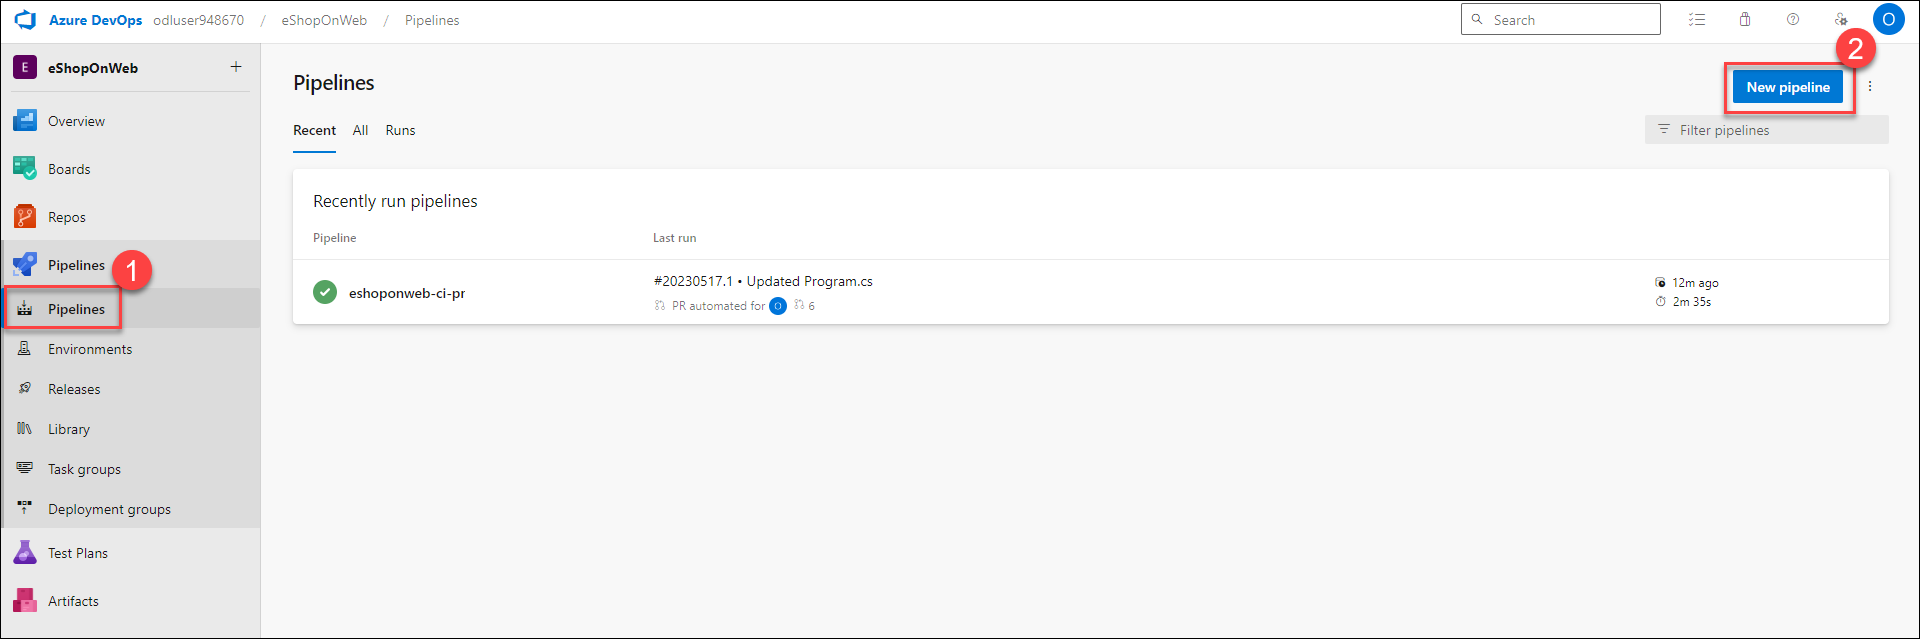 Azure DevOps odluser948670 / eShopOnWeb / Pipelines
Search
O
E eShopOnWeb +
Overview
Boards
Repos
Pipelines
1
Pipelines
Environments
Releases
Library
Task groups
Deployment groups
Test Plans
Artifacts
Pipelines
2
New pipeline
Recent All Runs
Filter pipelines
Recently run pipelines
Pipeline Last run
eshoponweb-ci-pr
#20230517.1 • Updated Program.cs
PR automated for O 6
12m ago
2m 35s